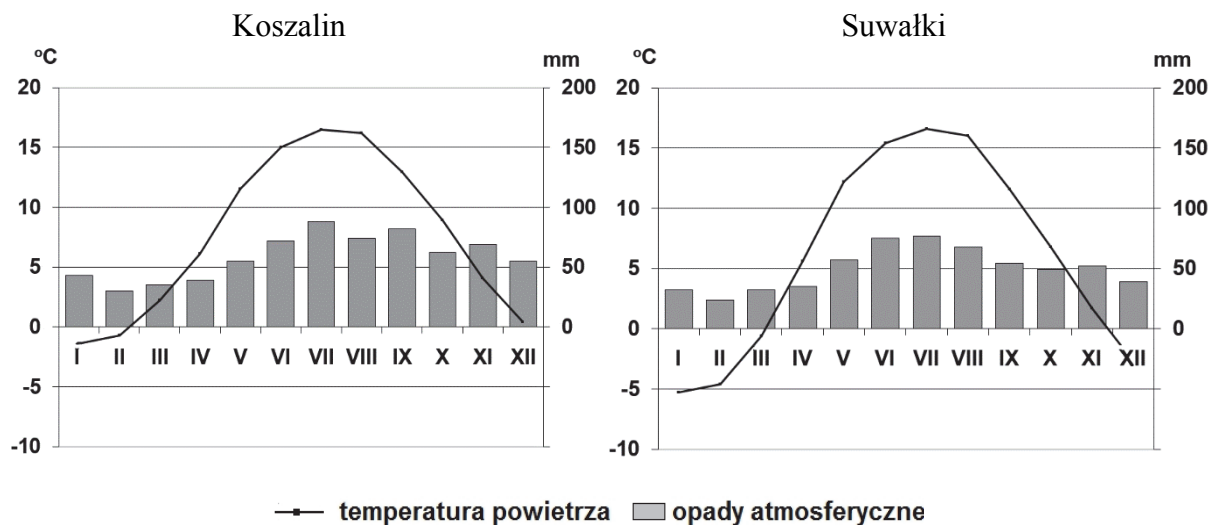 Koszalin
°C
mm
20
200
15
150
10
100
5
50
0
0
I II III IV V VI VII VIII IX X XI XII
-5
-10
Suwałki
°C
mm
20
200
15
150
10
100
5
50
0
0
I II III IV V VI VII VIII IX X XI XII
-5
-10
temperatura powietrza opady atmosferyczne